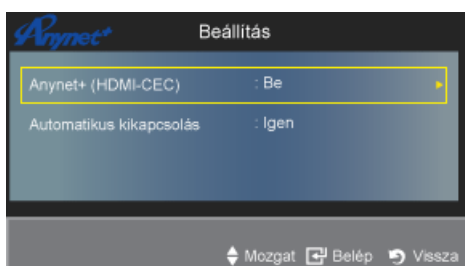 Anynet+ Beállítás
Anynet+ (HDMI-CEC) : Be
Automatikus kikapcsolás : Igen
Mozgat Belép Vissza